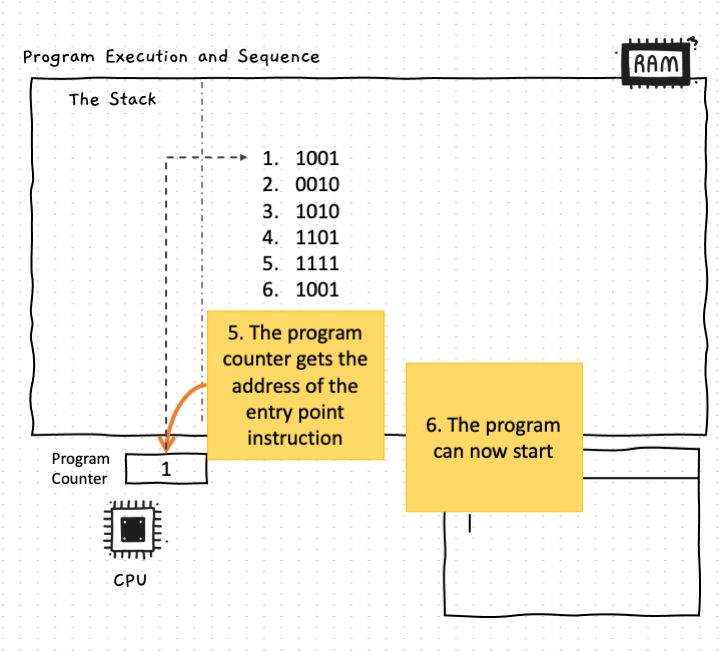 Program Execution and Sequence
RAM
The Stack
1. 1001
2. 0010
3. 1010
4. 1101
5. 1111
6. 1001
5. The program
counter gets the
address of the
entry point
instruction
6. The program
can now start
Program
Counter
1
CPU